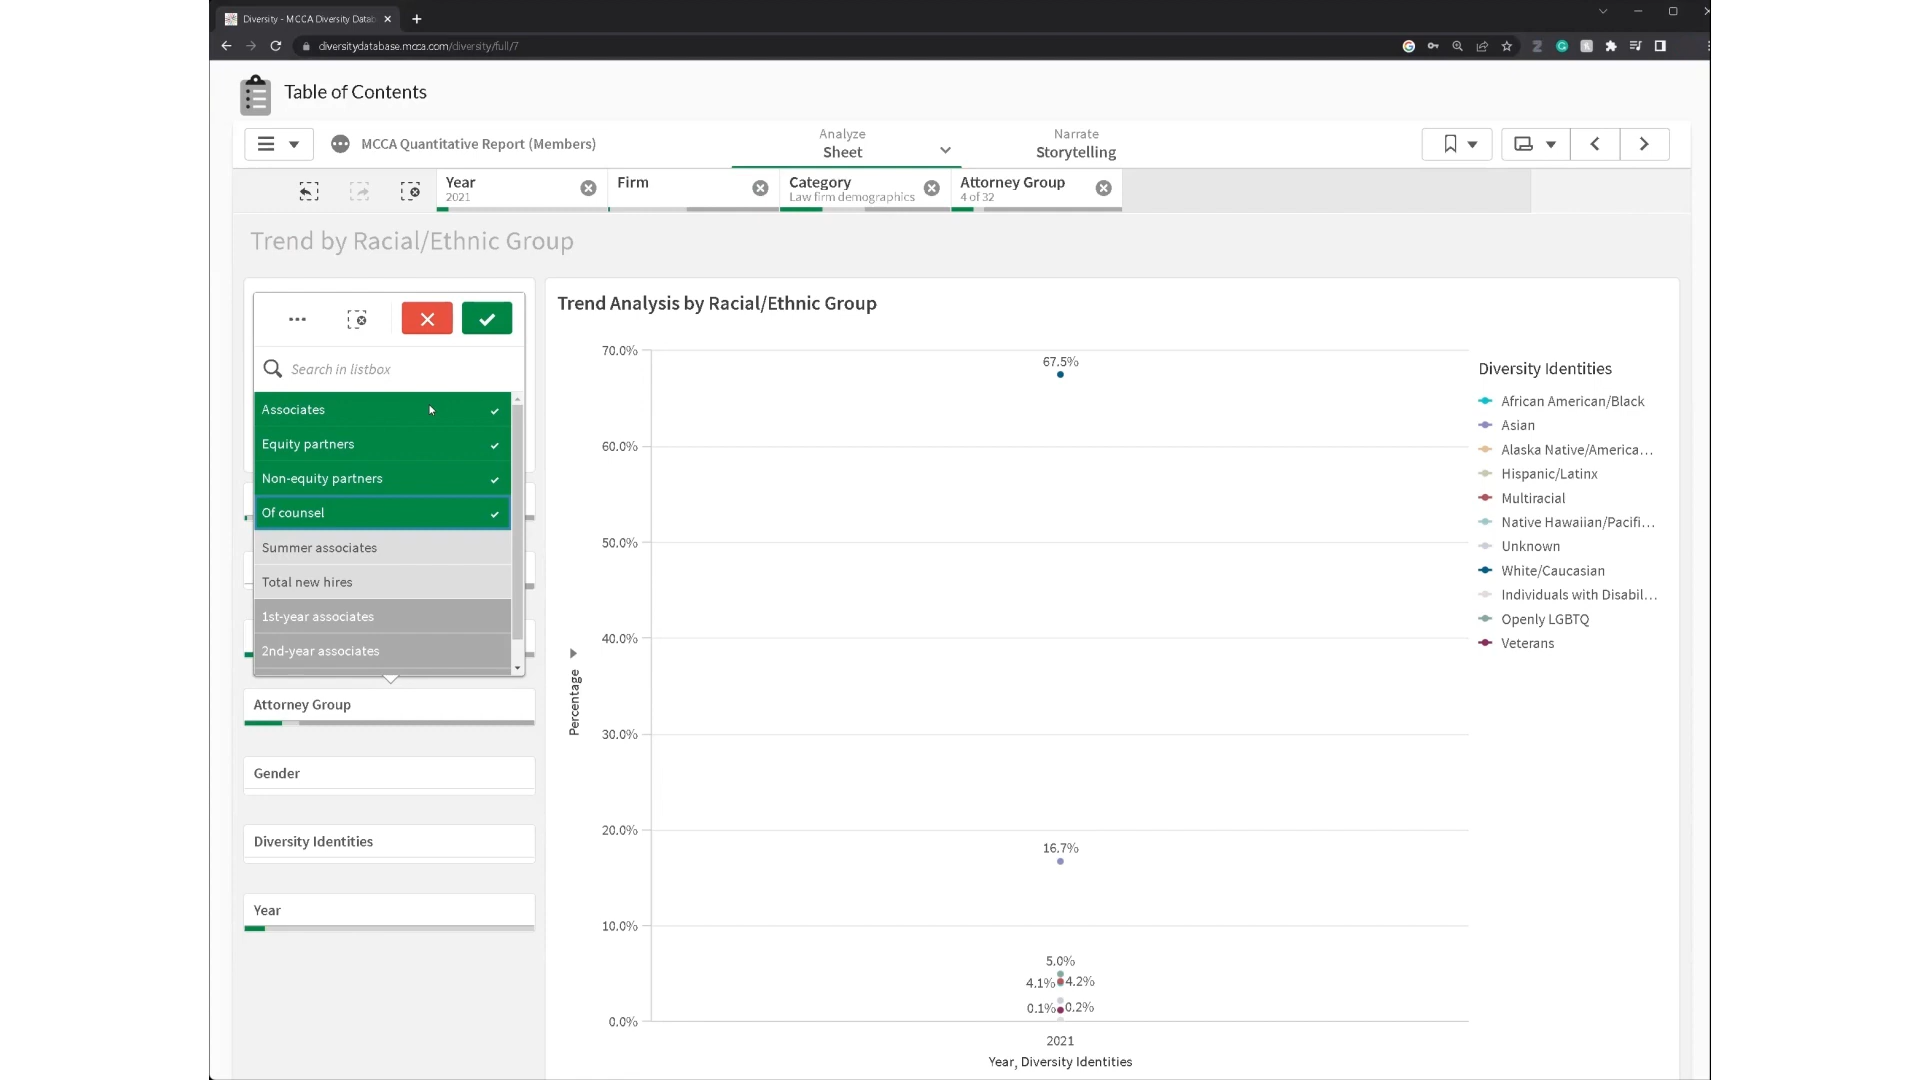 Diversity - MCCA Diversity Datab
diversitydatabase.mcca.com/diversity/full/7
Table of Contents
MCCA Quantitative Report (Members)
Analyze
Sheet
Narrate
Storytelling
Year
2021
Firm
Category
Law firm demographics
Attorney Group
4 of 32
Trend by Racial/Ethnic Group
Search in listbox
Associates
Equity partners
Non-equity partners
Of counsel
Summer associates
Total new hires
1st-year associates
2nd-year associates
Attorney Group
Gender
Diversity Identities
Year
Trend Analysis by Racial/Ethnic Group
Percentage
70.0%
60.0%
50.0%
40.0%
30.0%
20.0%
10.0%
0.0%
67.5%
16.7%
5.0%
4.1%
4.2%
0.1%
0.2%
2021
Year, Diversity Identities
Diversity Identities
African American/Black
Asian
Alaska Native/America...
Hispanic/Latinx
Multiracial
Native Hawaiian/Pacifi...
Unknown
White/Caucasian
Individuals with Disabil...
Openly LGBTQ
Veterans